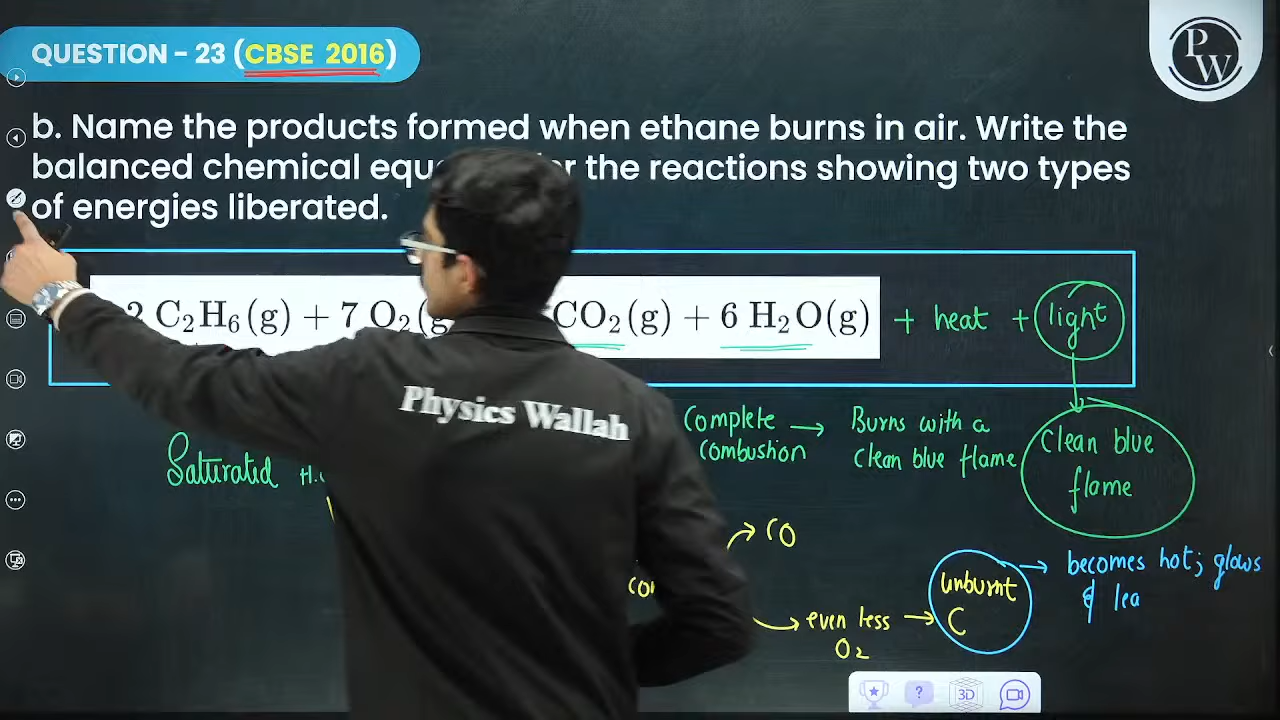 QUESTION - 23 (CBSE 2016)
PW
b. Name the products formed when ethane burns in air. Write the
balanced chemical equ r the reactions showing two types
of energies liberated.
2 C₂H₆(g) + 7 O₂(g CO₂(g) + 6 H₂O(g) + heat + light
Physics Wallah
Saturated H.C
Complete combustion → Burns with a clean blue flame
Clean blue flame
CO
con
even less O₂ → unburnt C → becomes hot; glows & lea
3D